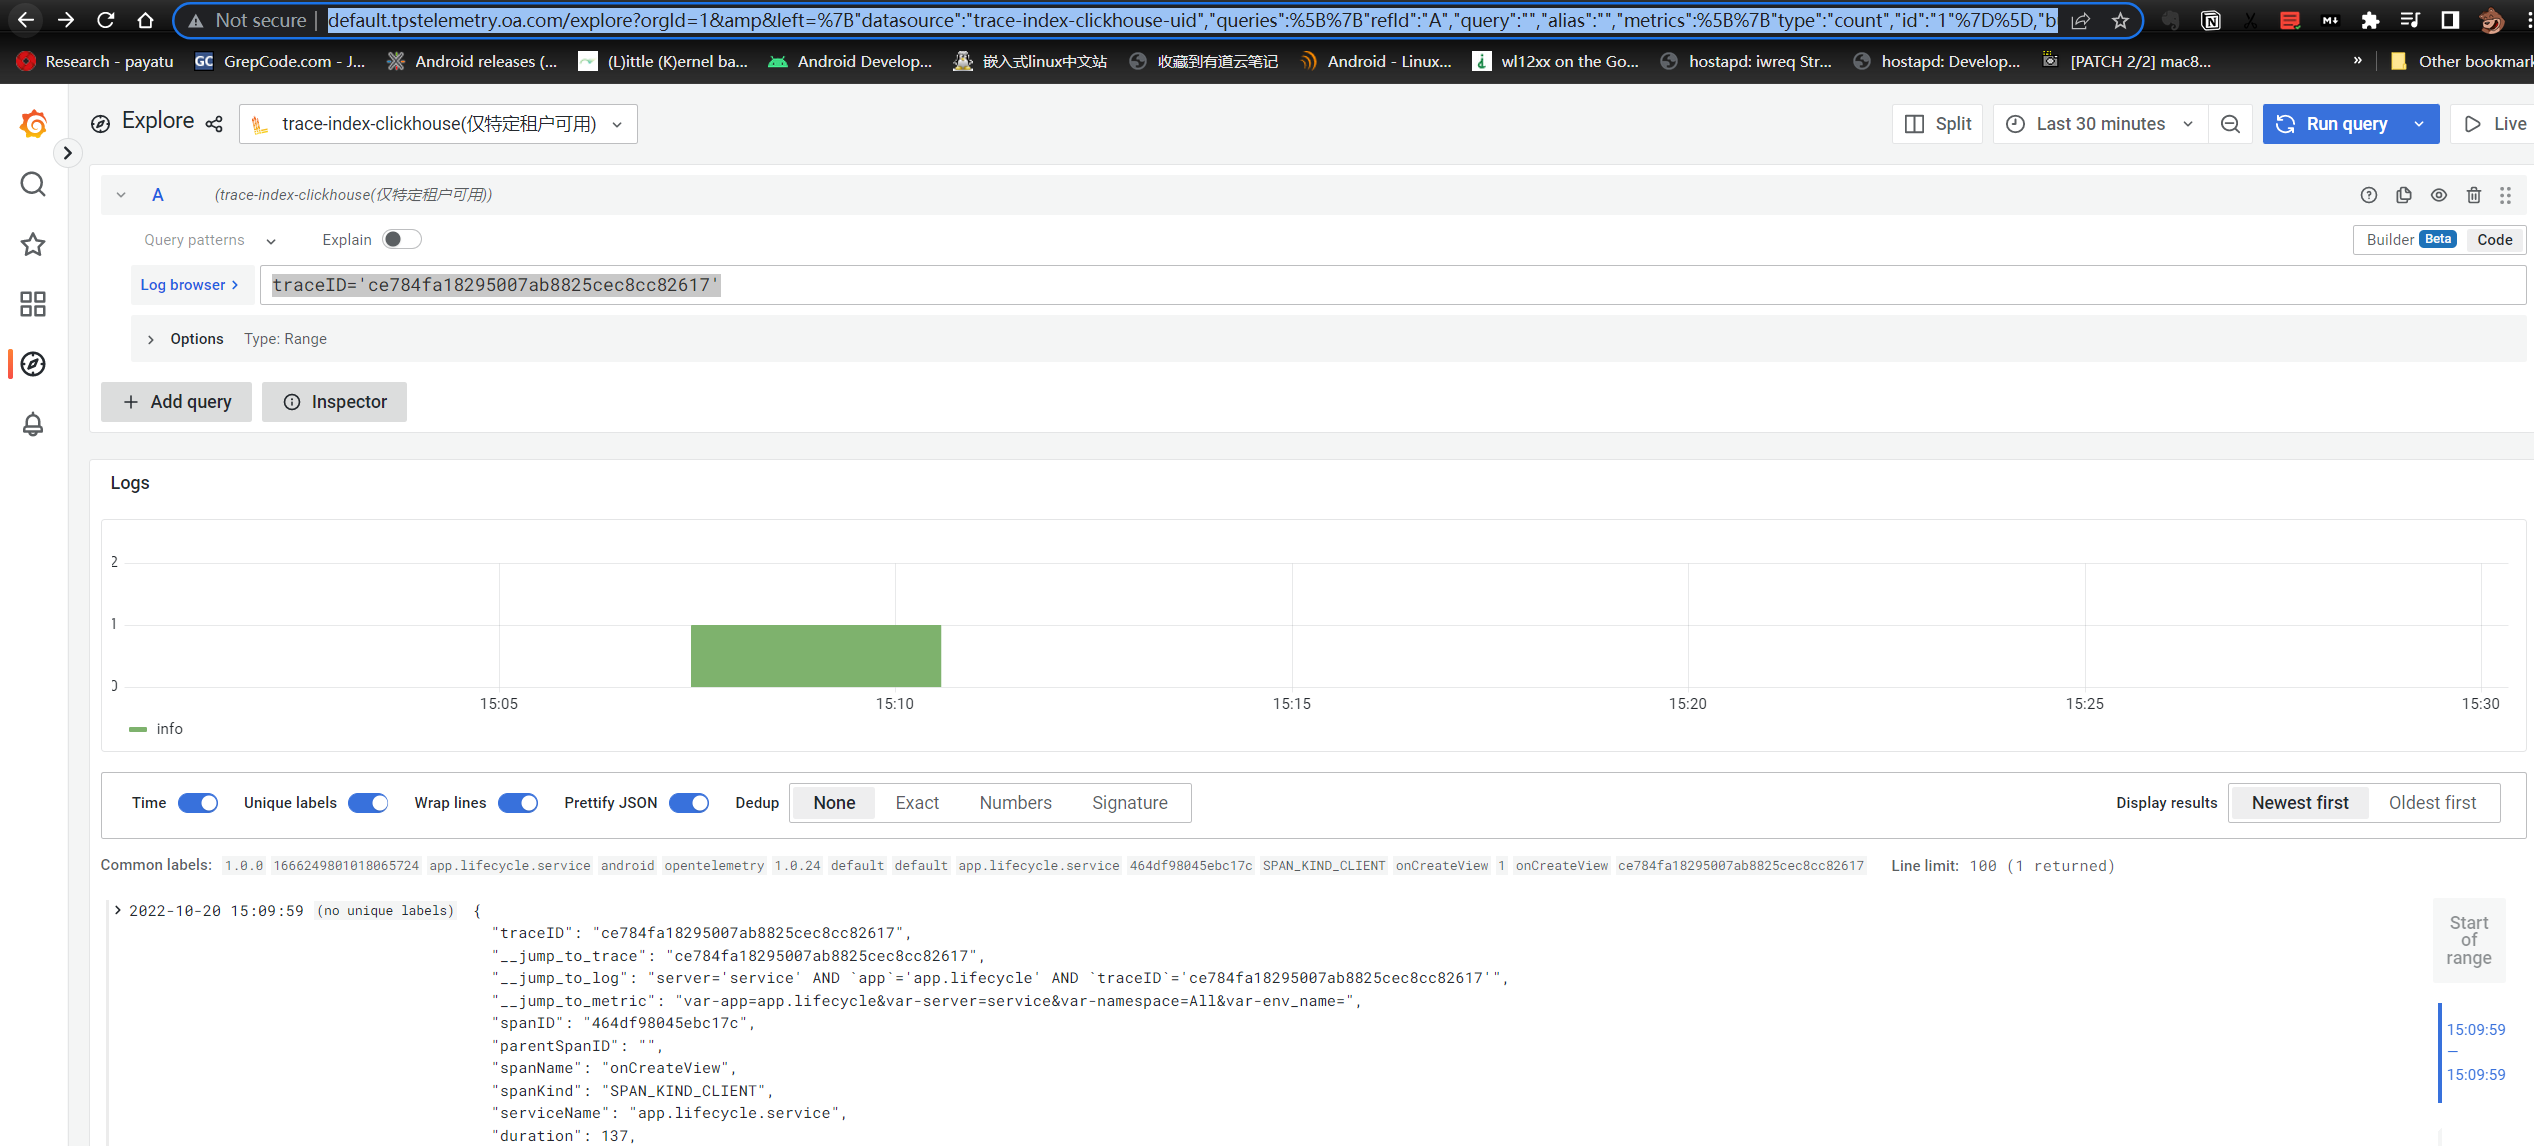 Not secure | default.tpstelemetry.oa.com/explore?orgId=1&amp&left=%7B"datasource":"trace-index-clickhouse-uid","queries":%5B%7B"refId":"A","query":"","alias":"","metrics":%5B%7B"type":"count","id":"1"%7D%5D,"b
Research - payatu GC GrepCode.com - J... Android releases (... (L)ittle (K)ernel ba... Android Develop... 嵌入式linux中文站 收藏到有道云笔记 Android - Linux... wl12xx on the Go... hostapd: iwreq Str... hostapd: Develop... [PATCH 2/2] mac8... » Other bookmar
Explore trace-index-clickhouse(仅特定租户可用) Split Last 30 minutes Run query Live
A (trace-index-clickhouse(仅特定租户可用))
Query patterns Explain Builder Beta Code
Log browser > traceID='ce784fa18295007ab8825cec8cc82617'
> Options Type: Range
+ Add query Inspector
Logs
2
1
0
15:05 15:10 15:15 15:20 15:25 15:30
info
Time Unique labels Wrap lines Prettify JSON Dedup None Exact Numbers Signature Display results Newest first Oldest first
Common labels: 1.0.0 1666249801018065724 app.lifecycle.service android opentelemetry 1.0.24 default default app.lifecycle.service 464df98045ebc17c SPAN_KIND_CLIENT onCreateView 1 onCreateView ce784fa18295007ab8825cec8cc82617 Line limit: 100 (1 returned)
> 2022-10-20 15:09:59 (no unique labels) {
"traceID": "ce784fa18295007ab8825cec8cc82617",
"__jump_to_trace": "ce784fa18295007ab8825cec8cc82617",
"__jump_to_log": "server='service' AND `app`='app.lifecycle' AND `traceID`='ce784fa18295007ab8825cec8cc82617'",
"__jump_to_metric": "var-app=app.lifecycle&var-server=service&var-namespace=All&var-env_name=",
"spanID": "464df98045ebc17c",
"parentSpanID": "",
"spanName": "onCreateView",
"spanKind": "SPAN_KIND_CLIENT",
"serviceName": "app.lifecycle.service",
"duration": 137,
Start
of
range
15:09:59
—
15:09:59